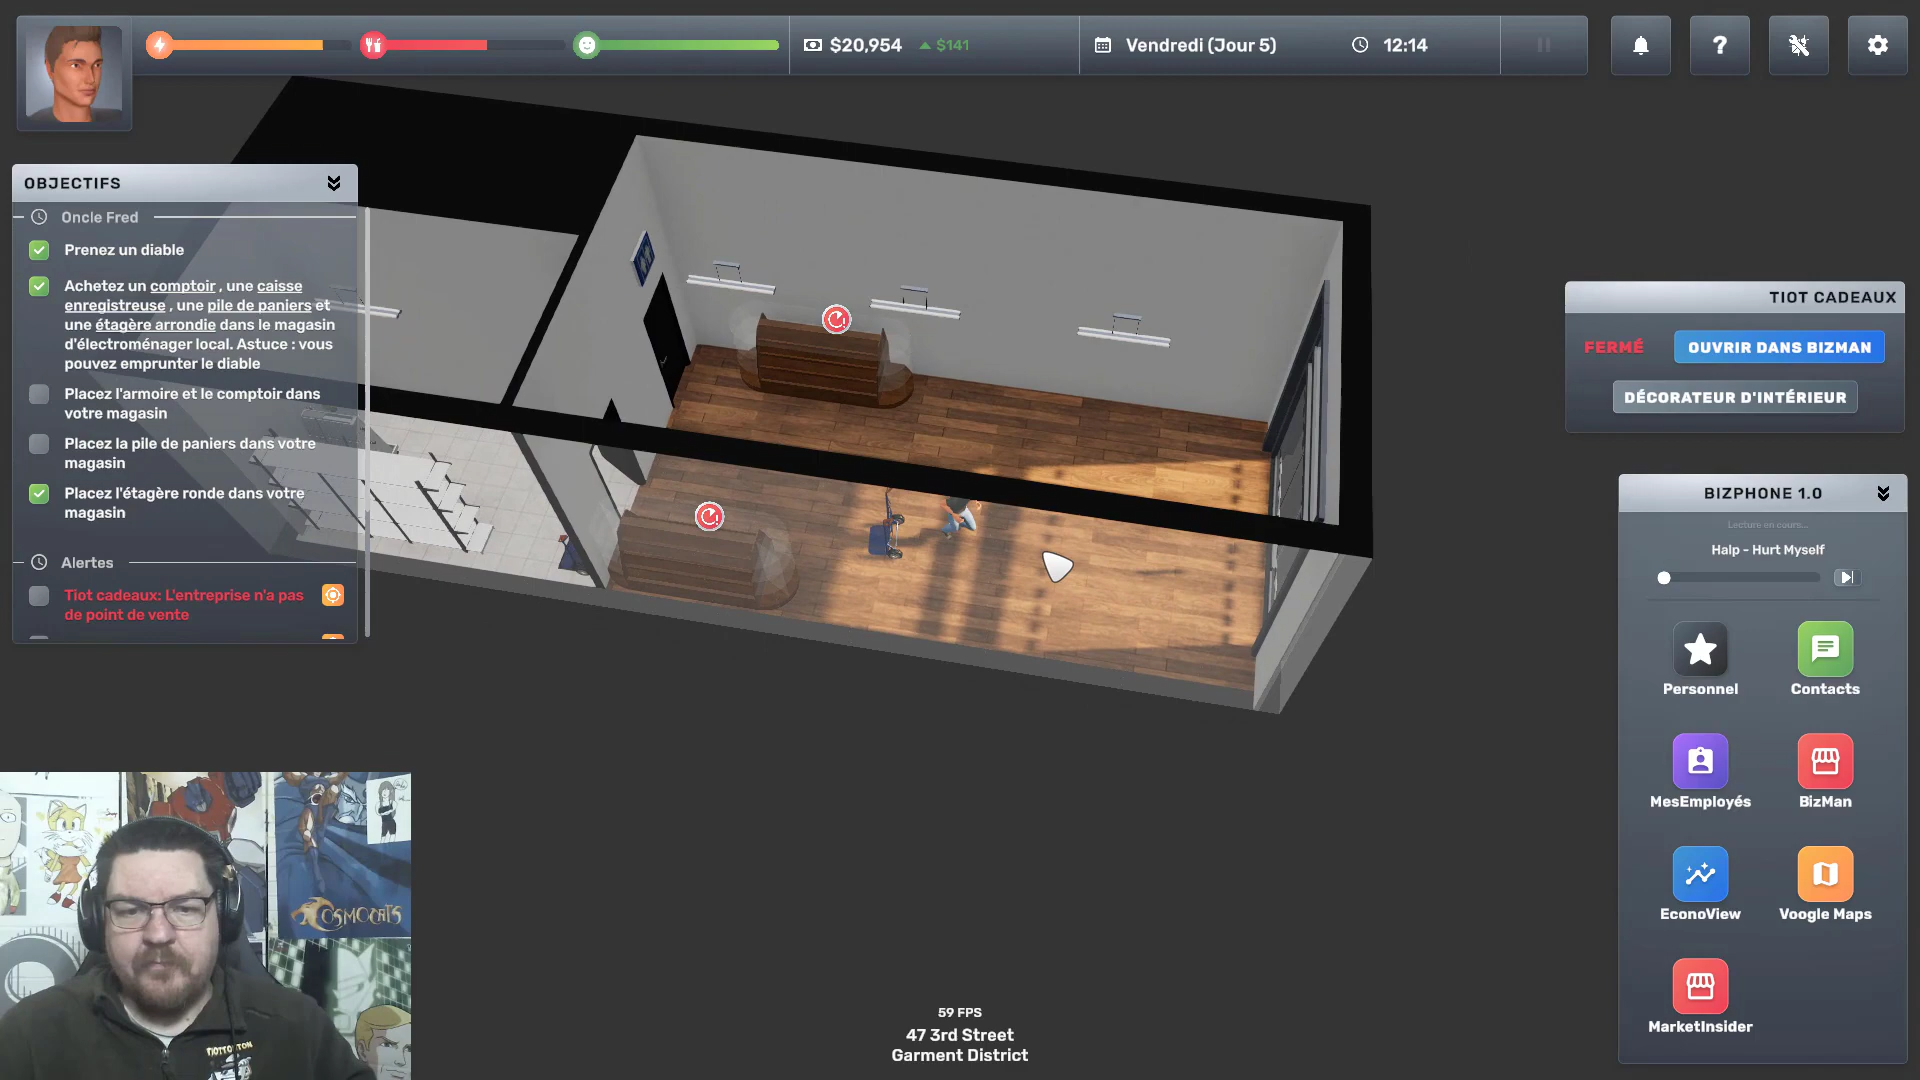 $20,954
$141
Vendredi (Jour 5)
12:14
?
OBJECTIFS
Oncle Fred
Prenez un diable
Achetez un comptoir , une caisse
enregistreuse , une pile de paniers et
une étagère arrondie dans le magasin
d'électroménager local. Astuce : vous
pouvez emprunter le diable
Placez l'armoire et le comptoir dans
votre magasin
Placez la pile de paniers dans votre
magasin
Placez l'étagère ronde dans votre
magasin
Alertes
Tiot cadeaux: L'entreprise n'a pas
de point de vente
TIOT CADEAUX
FERMÉ
OUVRIR DANS BIZMAN
DÉCORATEUR D'INTÉRIEUR
BIZPHONE 1.0
Lecture en cours...
Halp - Hurt Myself
Personnel
Contacts
MesEmployés
BizMan
EconoView
Voogle Maps
MarketInsider
COSMOCATS
59 FPS
47 3rd Street
Garment District